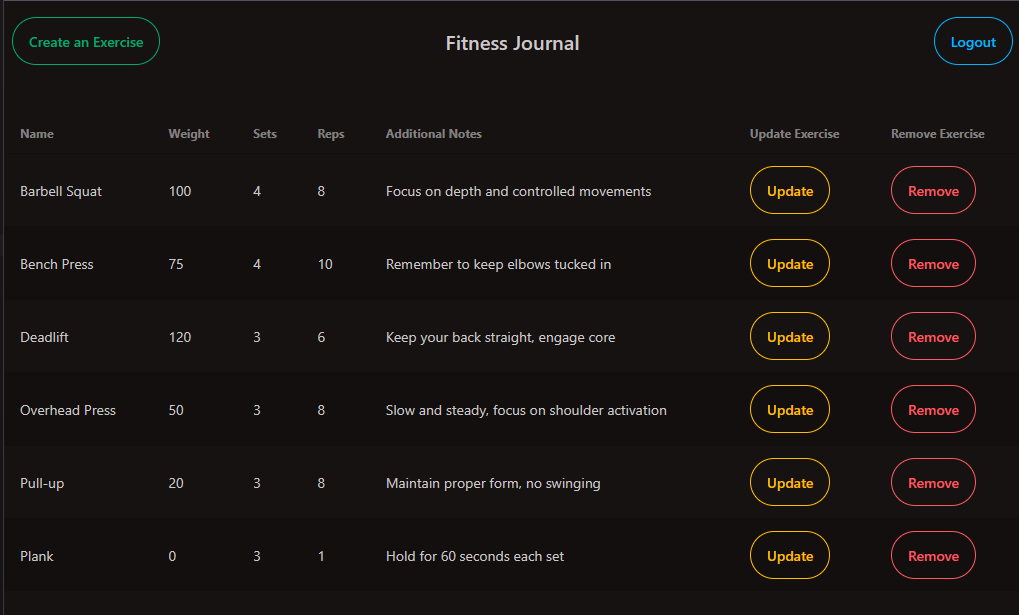 Create an Exercise Fitness Journal Logout
Name Weight Sets Reps Additional Notes Update Exercise Remove Exercise
Barbell Squat 100 4 8 Focus on depth and controlled movements Update Remove
Bench Press 75 4 10 Remember to keep elbows tucked in Update Remove
Deadlift 120 3 6 Keep your back straight, engage core Update Remove
Overhead Press 50 3 8 Slow and steady, focus on shoulder activation Update Remove
Pull-up 20 3 8 Maintain proper form, no swinging Update Remove
Plank 0 3 1 Hold for 60 seconds each set Update Remove